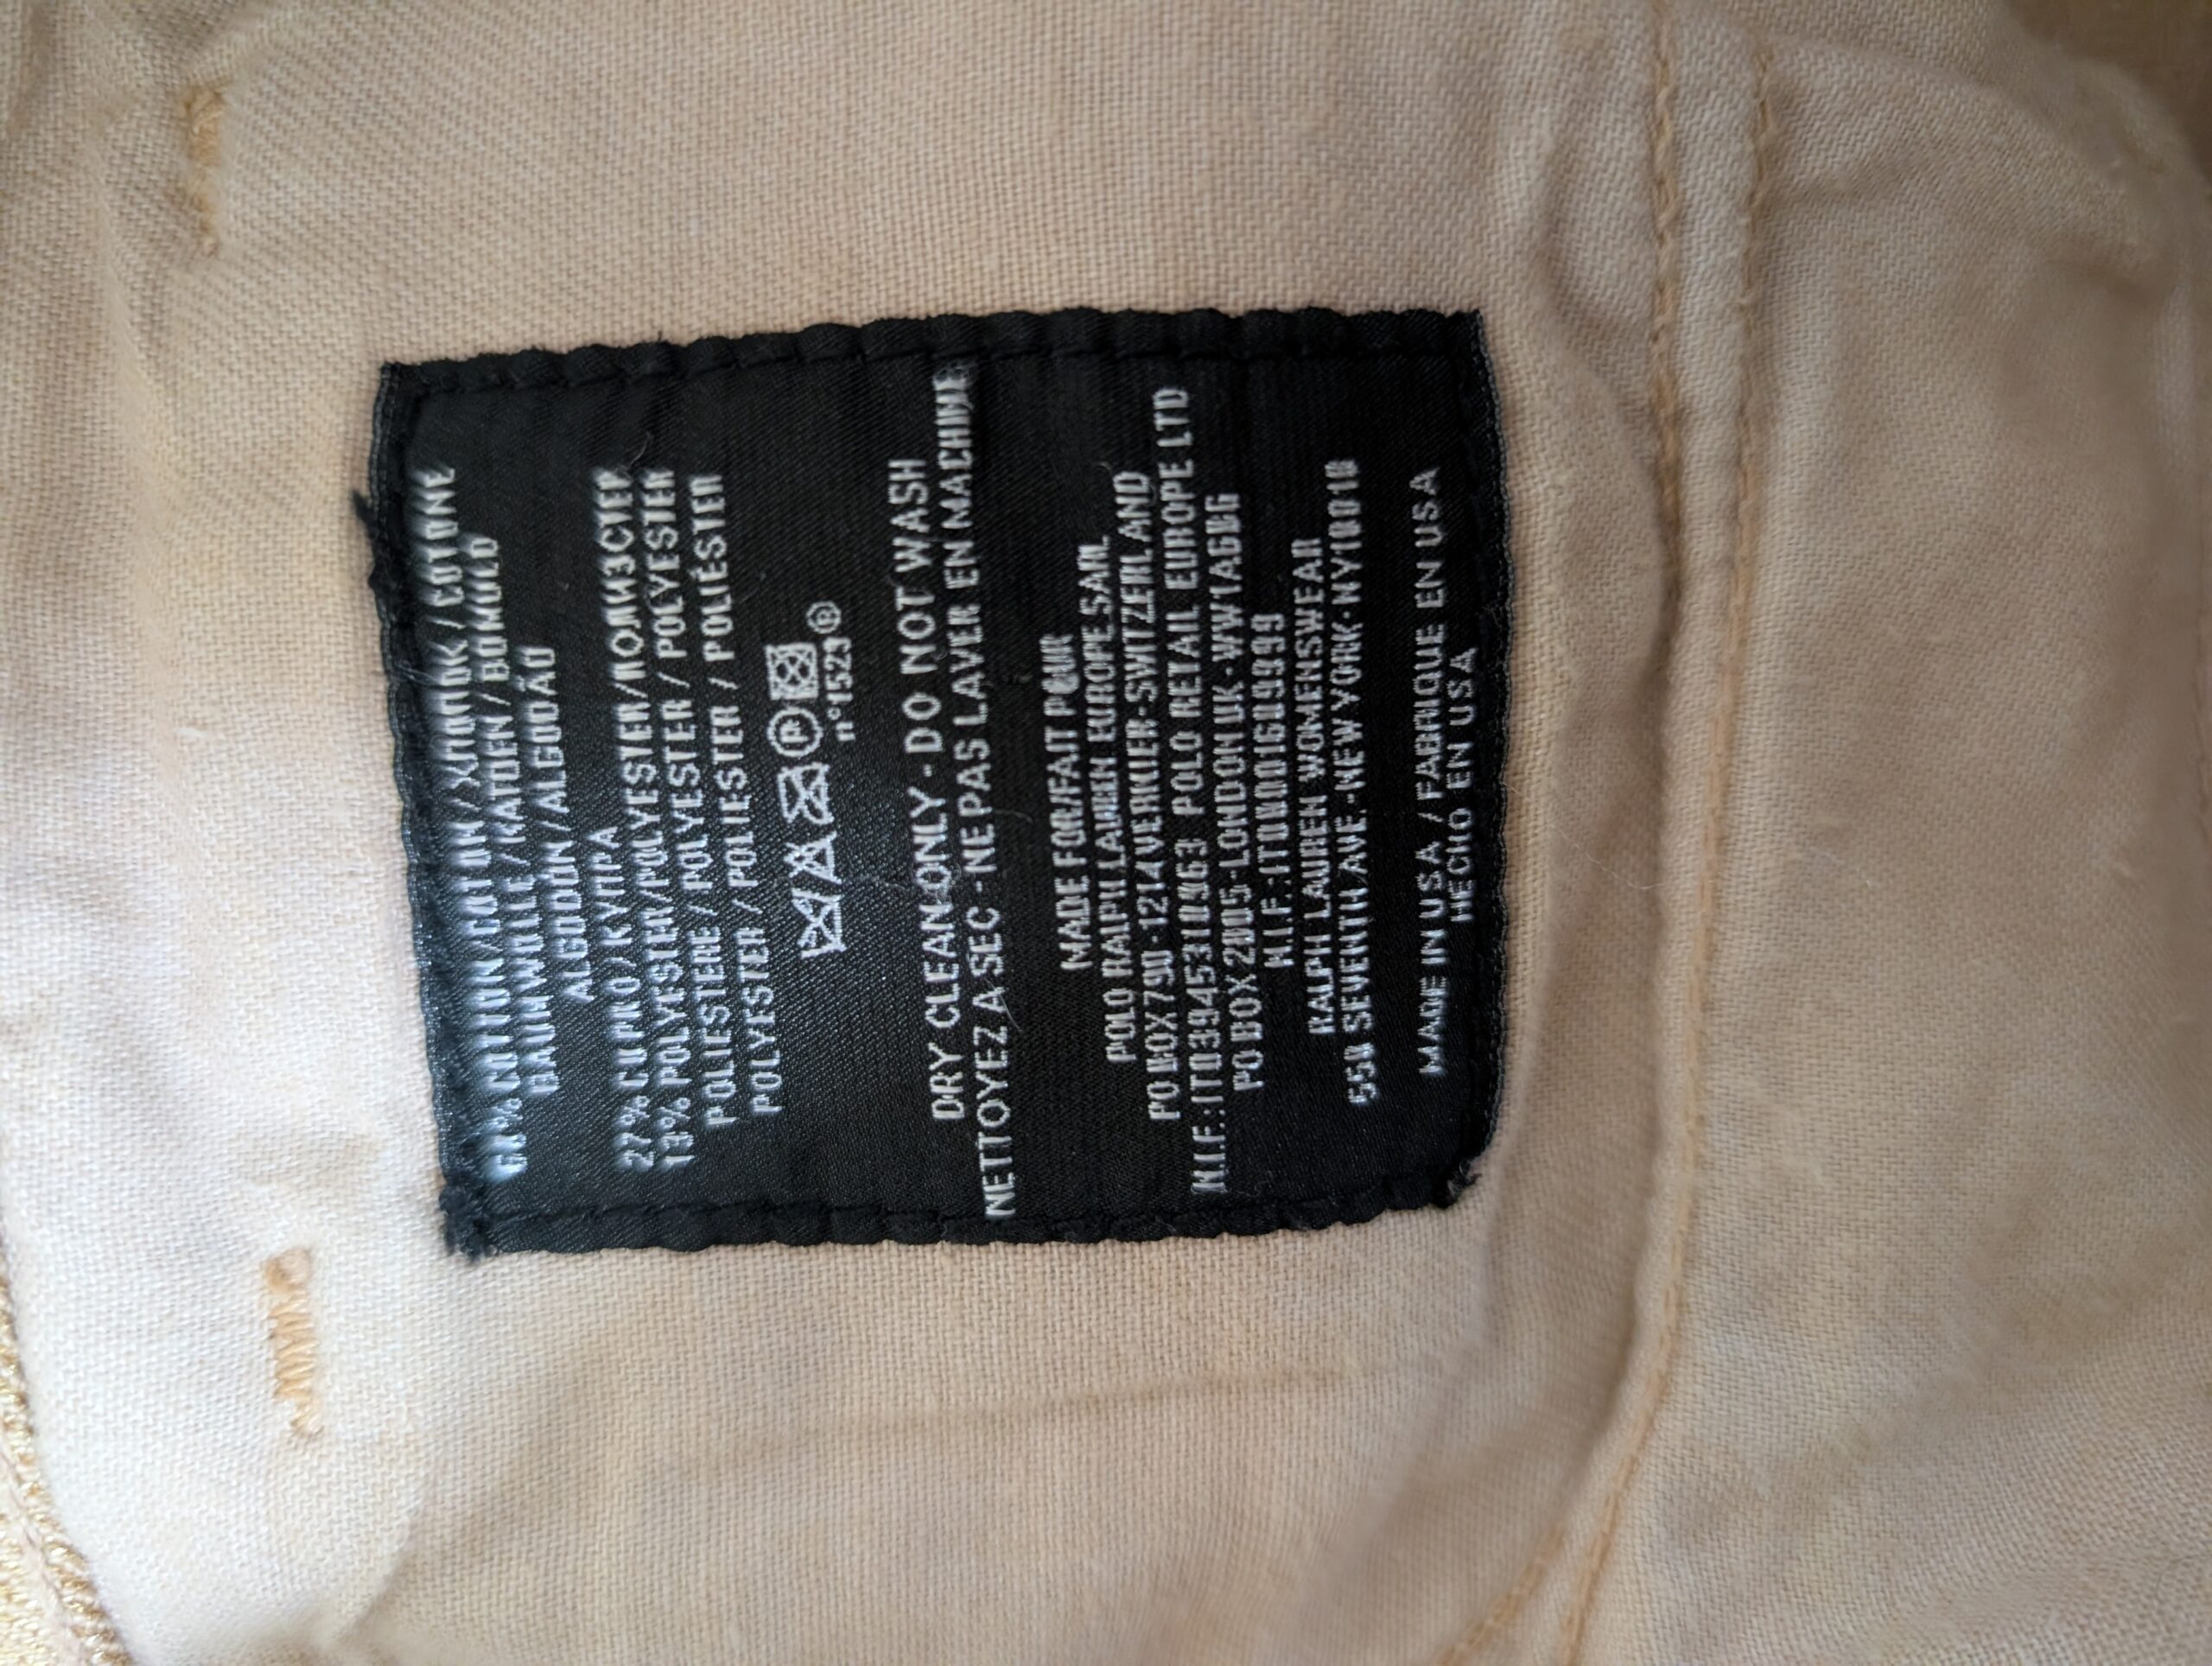 COTTON / COTON / ХЛОПОК / COTONE
BAUMWOLLE / KATOEN / BOMULD
ALGODON / ALGODÃO
27% CUPRO / КУПРА
13% POLYESTER/POLYESTER/ПОЛИЭСТЕР
POLIESTERE / POLYESTER / POLYESTER
POLYESTER / POLIESTER / POLIÉSTER
P
n°1523®
DRY CLEAN ONLY - DO NOT WASH
NETTOYEZ A SEC - NE PAS LAVER EN MACHINE
MADE FOR/FAIT POUR
POLO RALPH LAUREN EUROPE SARL
PO BOX 790 - 1214 VERNIER - SWITZERLAND
POLO RETAIL EUROPE LTD
PO BOX 2005 - LONDON UK -
RALPH LAUREN WOMENSWEAR
550 SEVENTH AVE. - NEW YORK - NY10018
MADE IN USA / FABRIQUE EN USA
HECHO EN USA